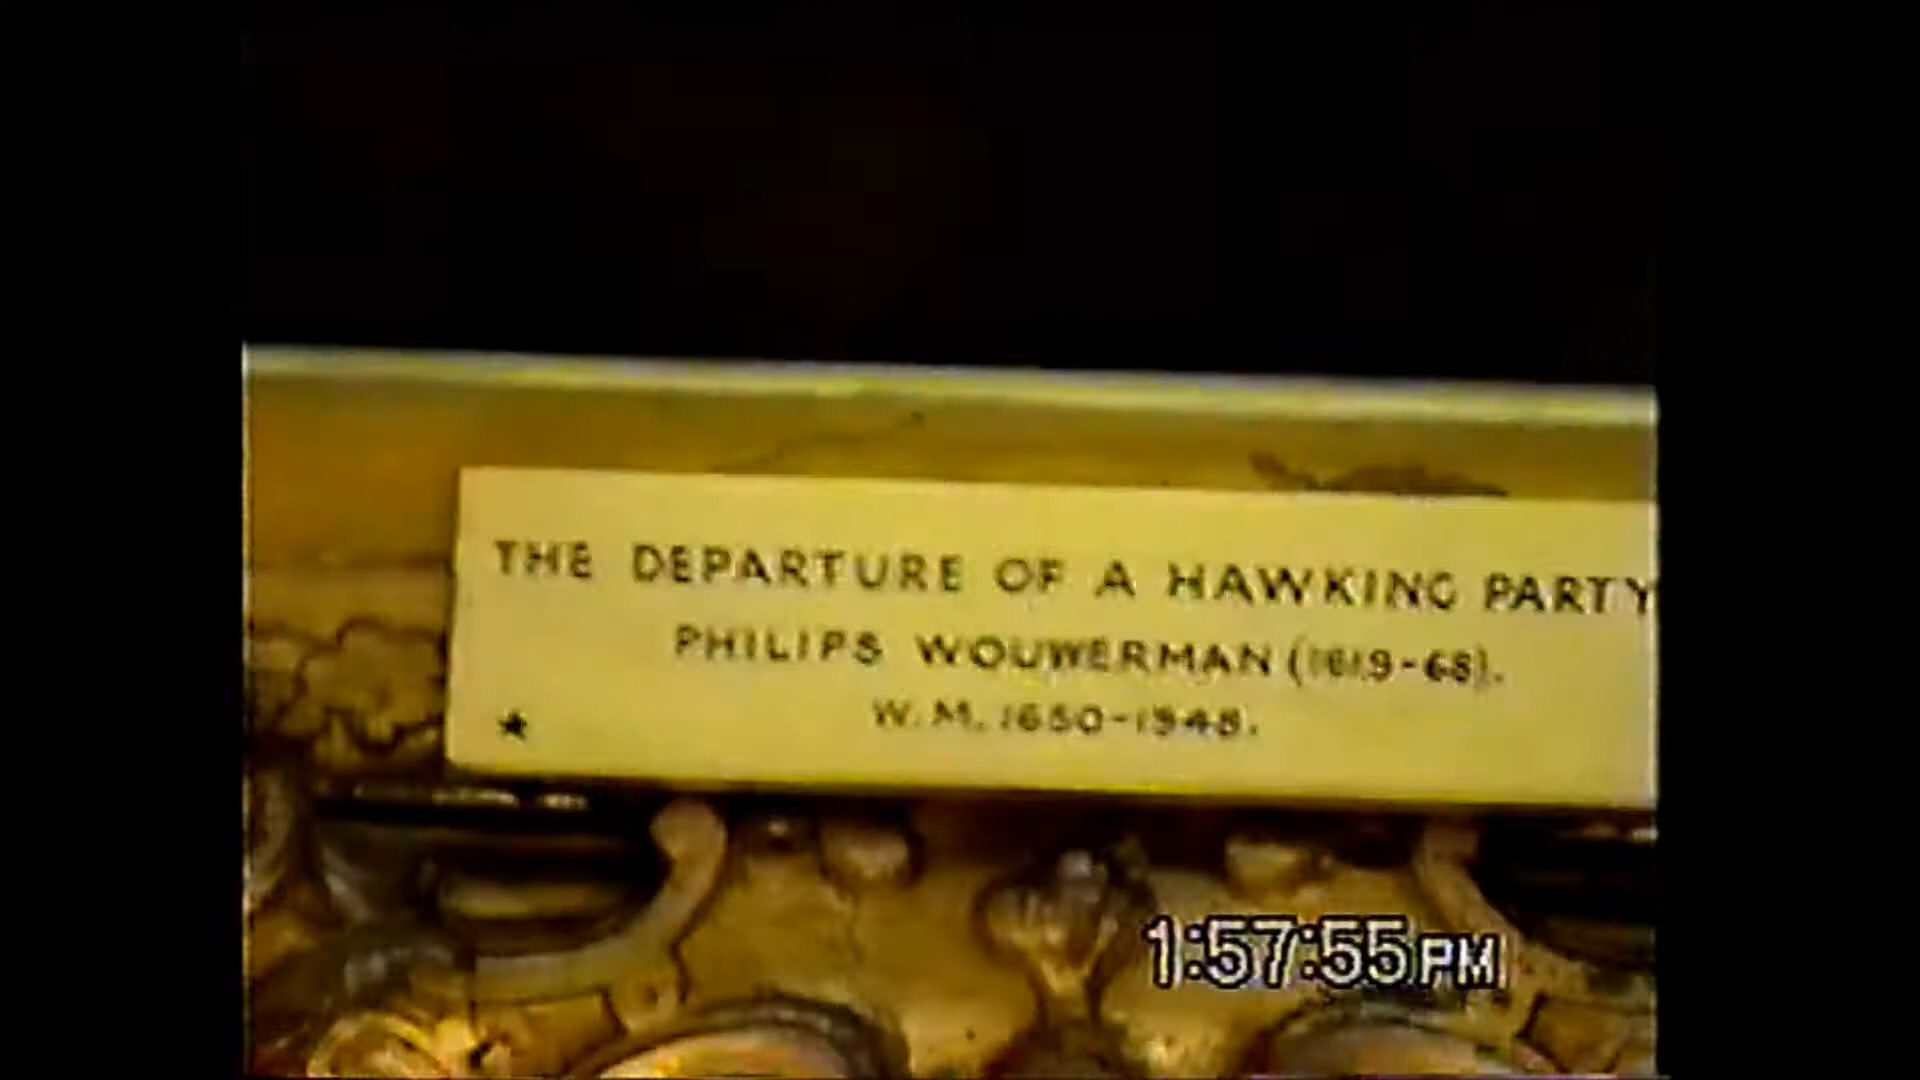 THE DEPARTURE OF A HAWKING PARTY
PHILIPS WOUWERMAN (1619-68).
★ W.M. 1650-1948.
1:57:55 PM